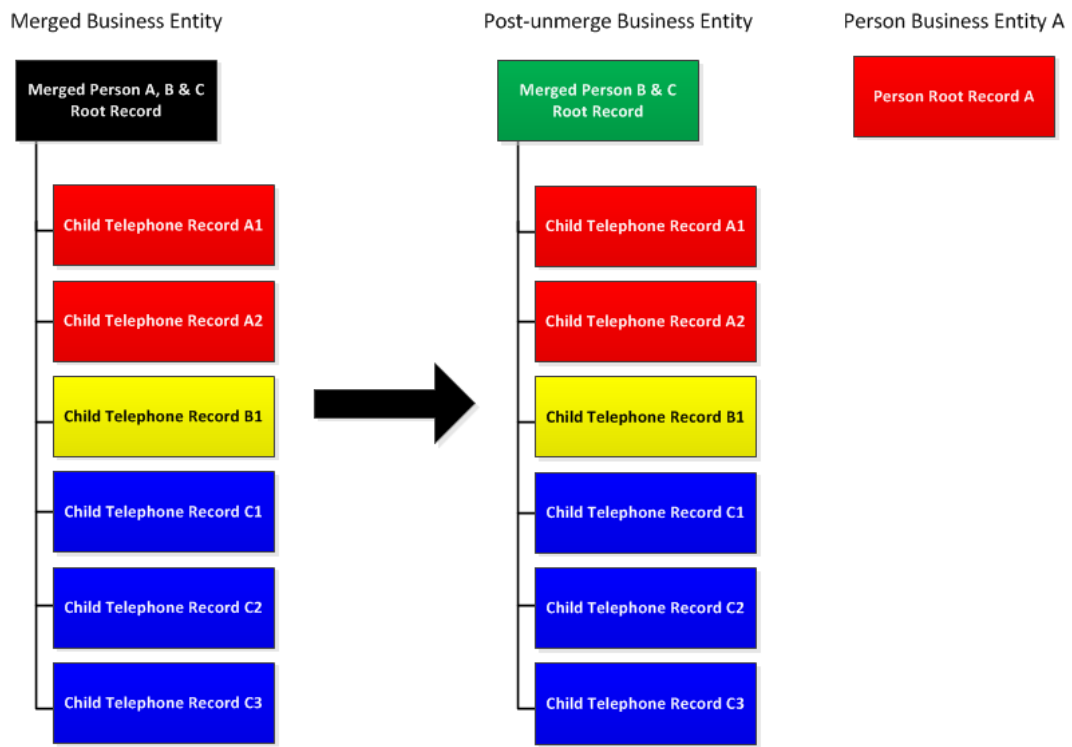 Merged Business Entity
Post-unmerge Business Entity
Person Business Entity A
Merged Person A, B & C
Root Record
Merged Person B & C
Root Record
Person Root Record A
Child Telephone Record A1
Child Telephone Record A1
Child Telephone Record A2
Child Telephone Record A2
Child Telephone Record B1
Child Telephone Record B1
Child Telephone Record C1
Child Telephone Record C1
Child Telephone Record C2
Child Telephone Record C2
Child Telephone Record C3
Child Telephone Record C3